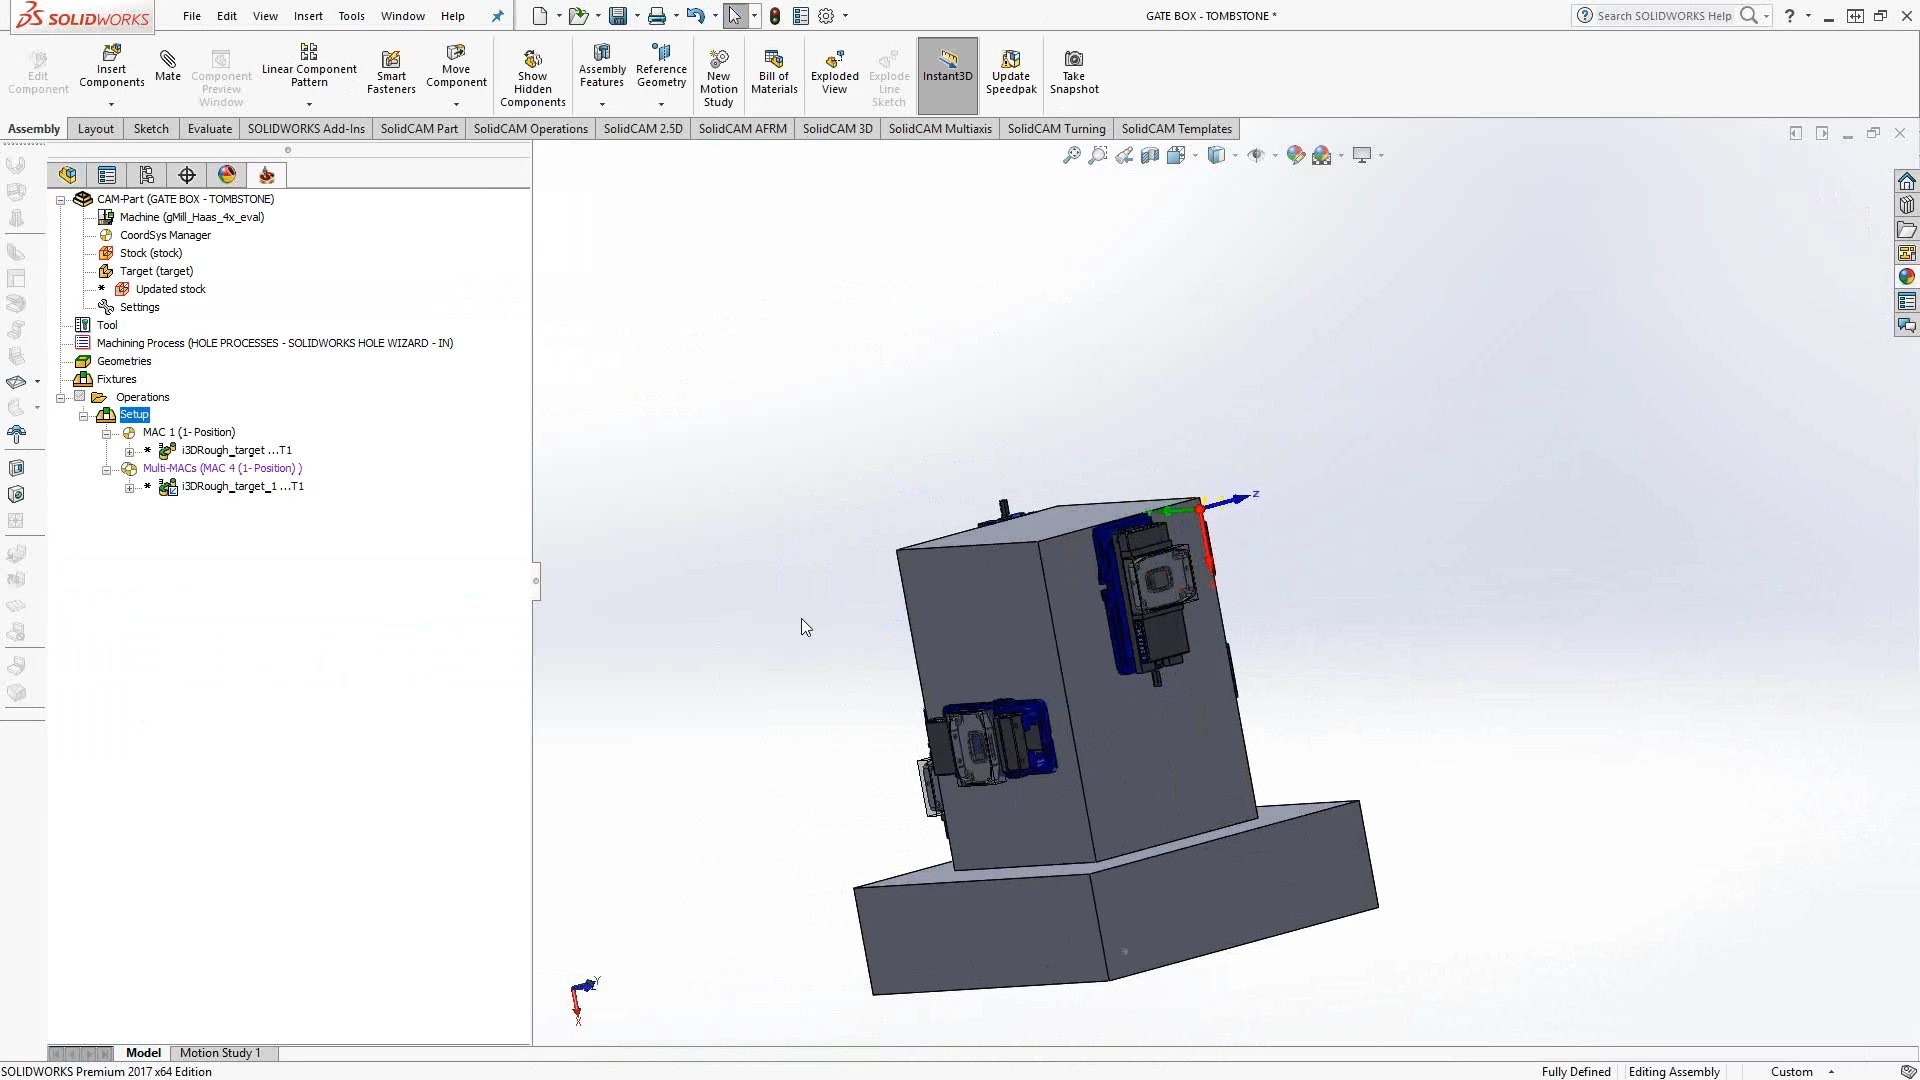 SOLIDWORKS
File Edit View Insert Tools Window Help
GATE BOX - TOMBSTONE *
Search SOLIDWORKS Help
Edit
Component
Insert
Components
Mate
Component
Preview
Window
Linear Component
Pattern
Smart
Fasteners
Move
Component
Show
Hidden
Components
Assembly
Features
Reference
Geometry
New
Motion
Study
Bill of
Materials
Exploded
View
Explode
Line
Sketch
Instant3D
Update
Speedpak
Take
Snapshot
Assembly Layout Sketch Evaluate SOLIDWORKS Add-Ins SolidCAM Part SolidCAM Operations SolidCAM 2.5D SolidCAM AFRM SolidCAM 3D SolidCAM Multiaxis SolidCAM Turning SolidCAM Templates
CAM-Part (GATE BOX - TOMBSTONE)
Machine (gMill_Haas_4x_eval)
CoordSys Manager
Stock (stock)
Target (target)
* Updated stock
Settings
Tool
Machining Process (HOLE PROCESSES - SOLIDWORKS HOLE WIZARD - IN)
Geometries
Fixtures
Operations
Setup
MAC 1 (1- Position)
* i3DRough_target ...T1
Multi-MACs (MAC 4 (1- Position) )
* i3DRough_target_1 ...T1
Z
Y
X
Model Motion Study 1
SOLIDWORKS Premium 2017 x64 Edition
Fully Defined Editing Assembly Custom